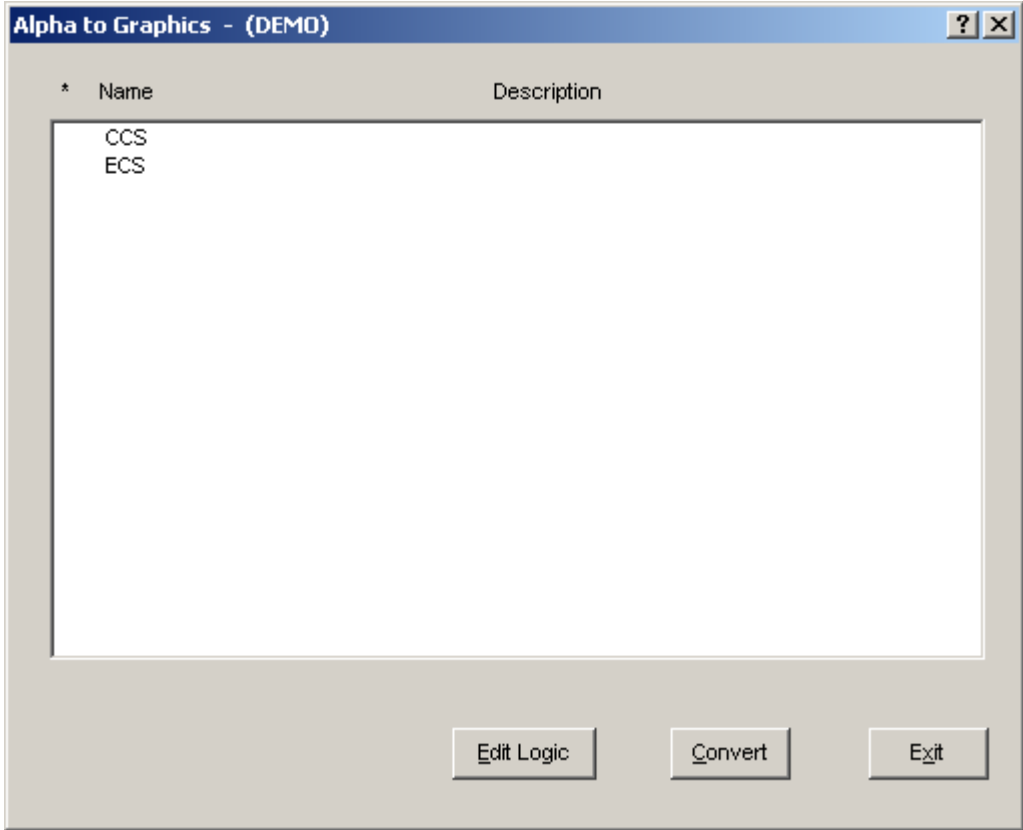 Alpha to Graphics - (DEMO)
* Name Description
CCS
ECS
Edit Logic Convert Exit